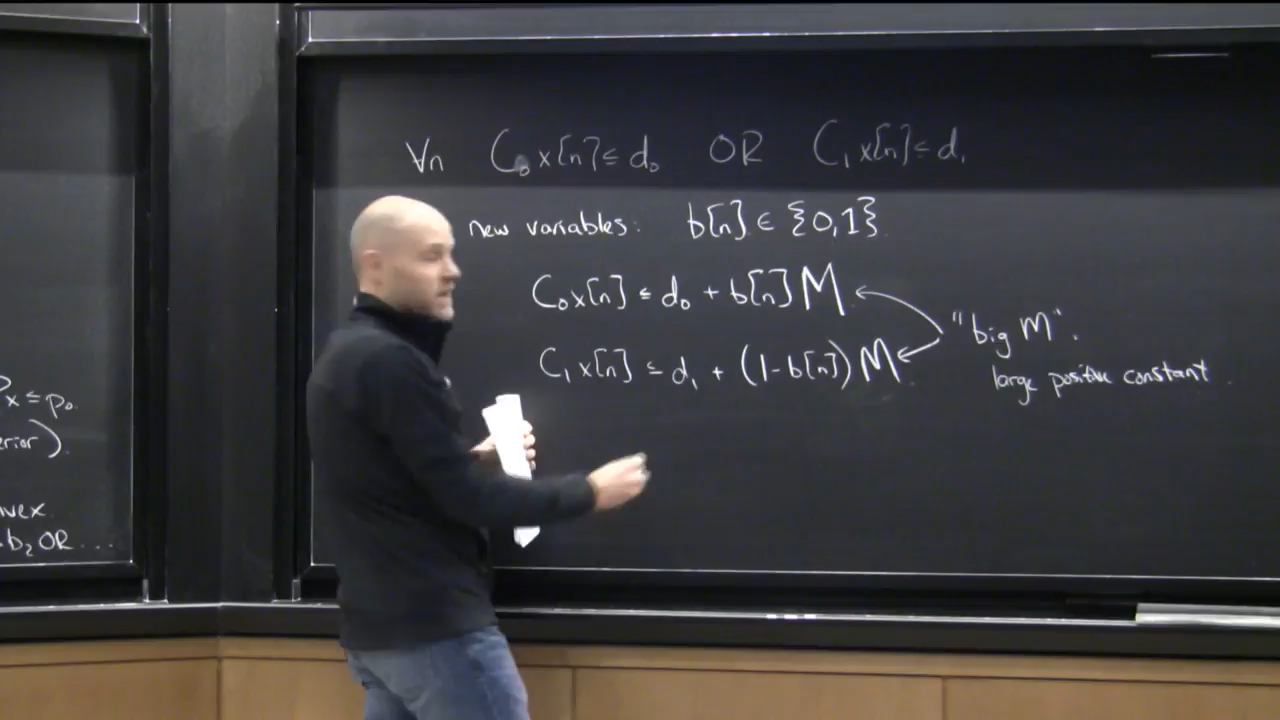 x ≤ p₀.
erior).
vex
b₂ OR ...
∀n C₀x[n] ≤ d₀ OR C₁x[n] ≤ d₁
new variables: b[n] ∈ {0,1}
C₀x[n] ≤ d₀ + b[n] M
C₁x[n] ≤ d₁ + (1-b[n]) M
"big M".
large positive constant.